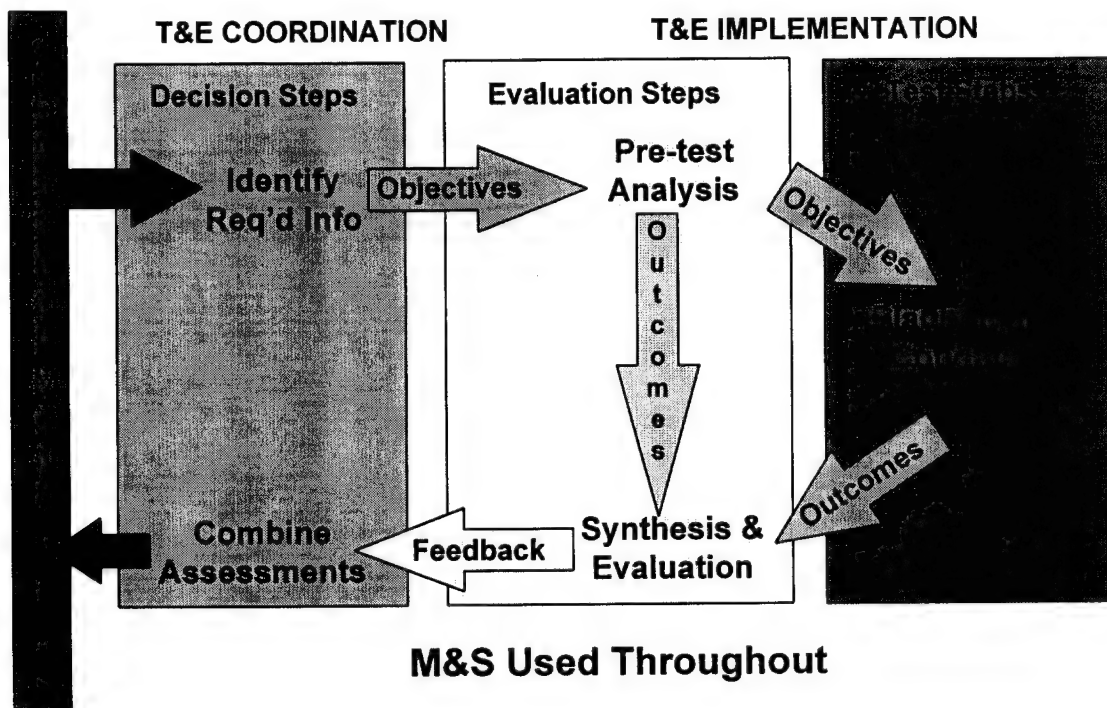 T&E COORDINATION
T&E IMPLEMENTATION
Decision Steps
Identify
Req'd Info
Objectives
Evaluation Steps
Pre-test
Analysis
Outcomes
Objectives
Outcomes
Synthesis &
Evaluation
Feedback
Combine
Assessments
M&S Used Throughout